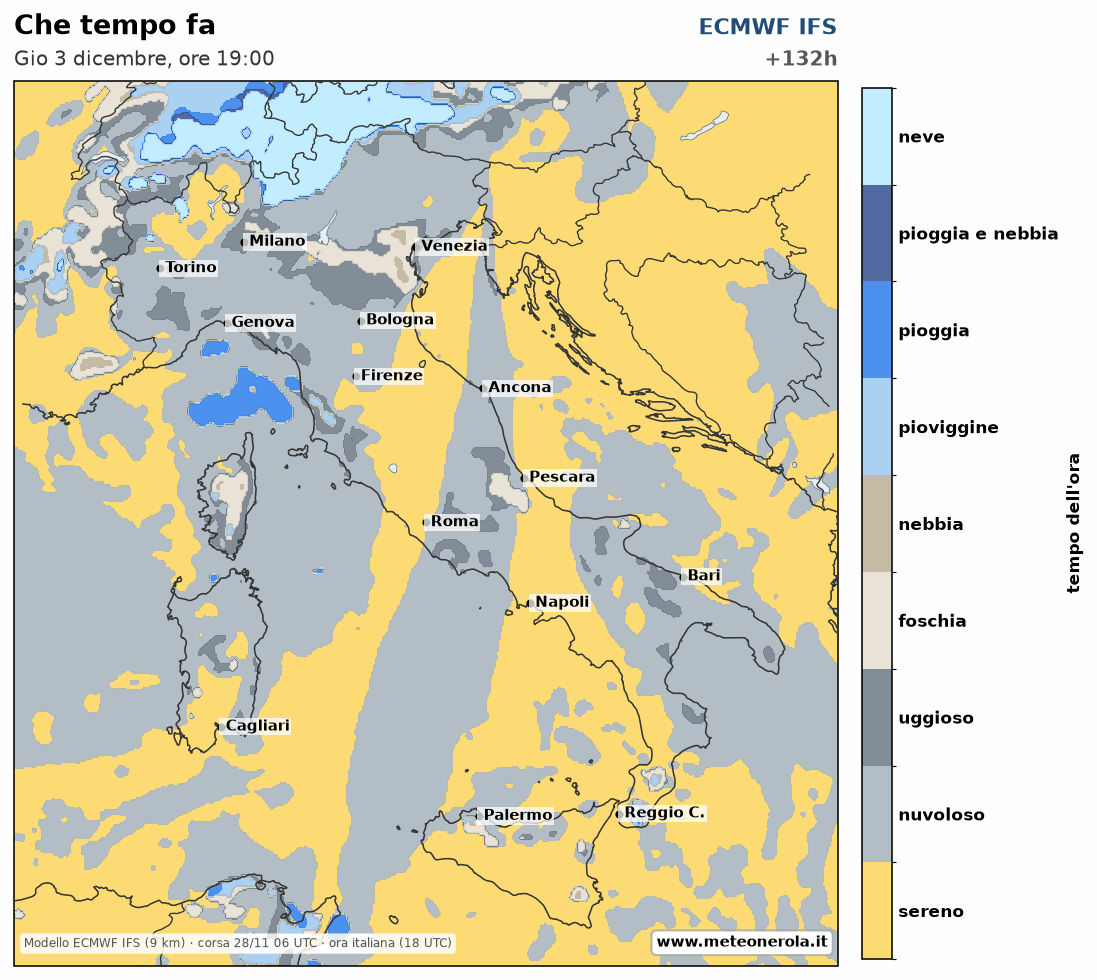 Che tempo fa
ECMWF IFS
Gio 3 dicembre, ore 19:00
+132h
neve
pioggia e nebbia
pioggia
pioviggine
nebbia
foschia
uggioso
nuvoloso
sereno
tempo dell'ora
Milano
Venezia
Torino
Genova
Bologna
Firenze
Ancona
Pescara
Roma
Bari
Napoli
Cagliari
Palermo
Reggio C.
Modello ECMWF IFS (9 km) · corsa 28/11 06 UTC · ora italiana (18 UTC)
www.meteonerola.it